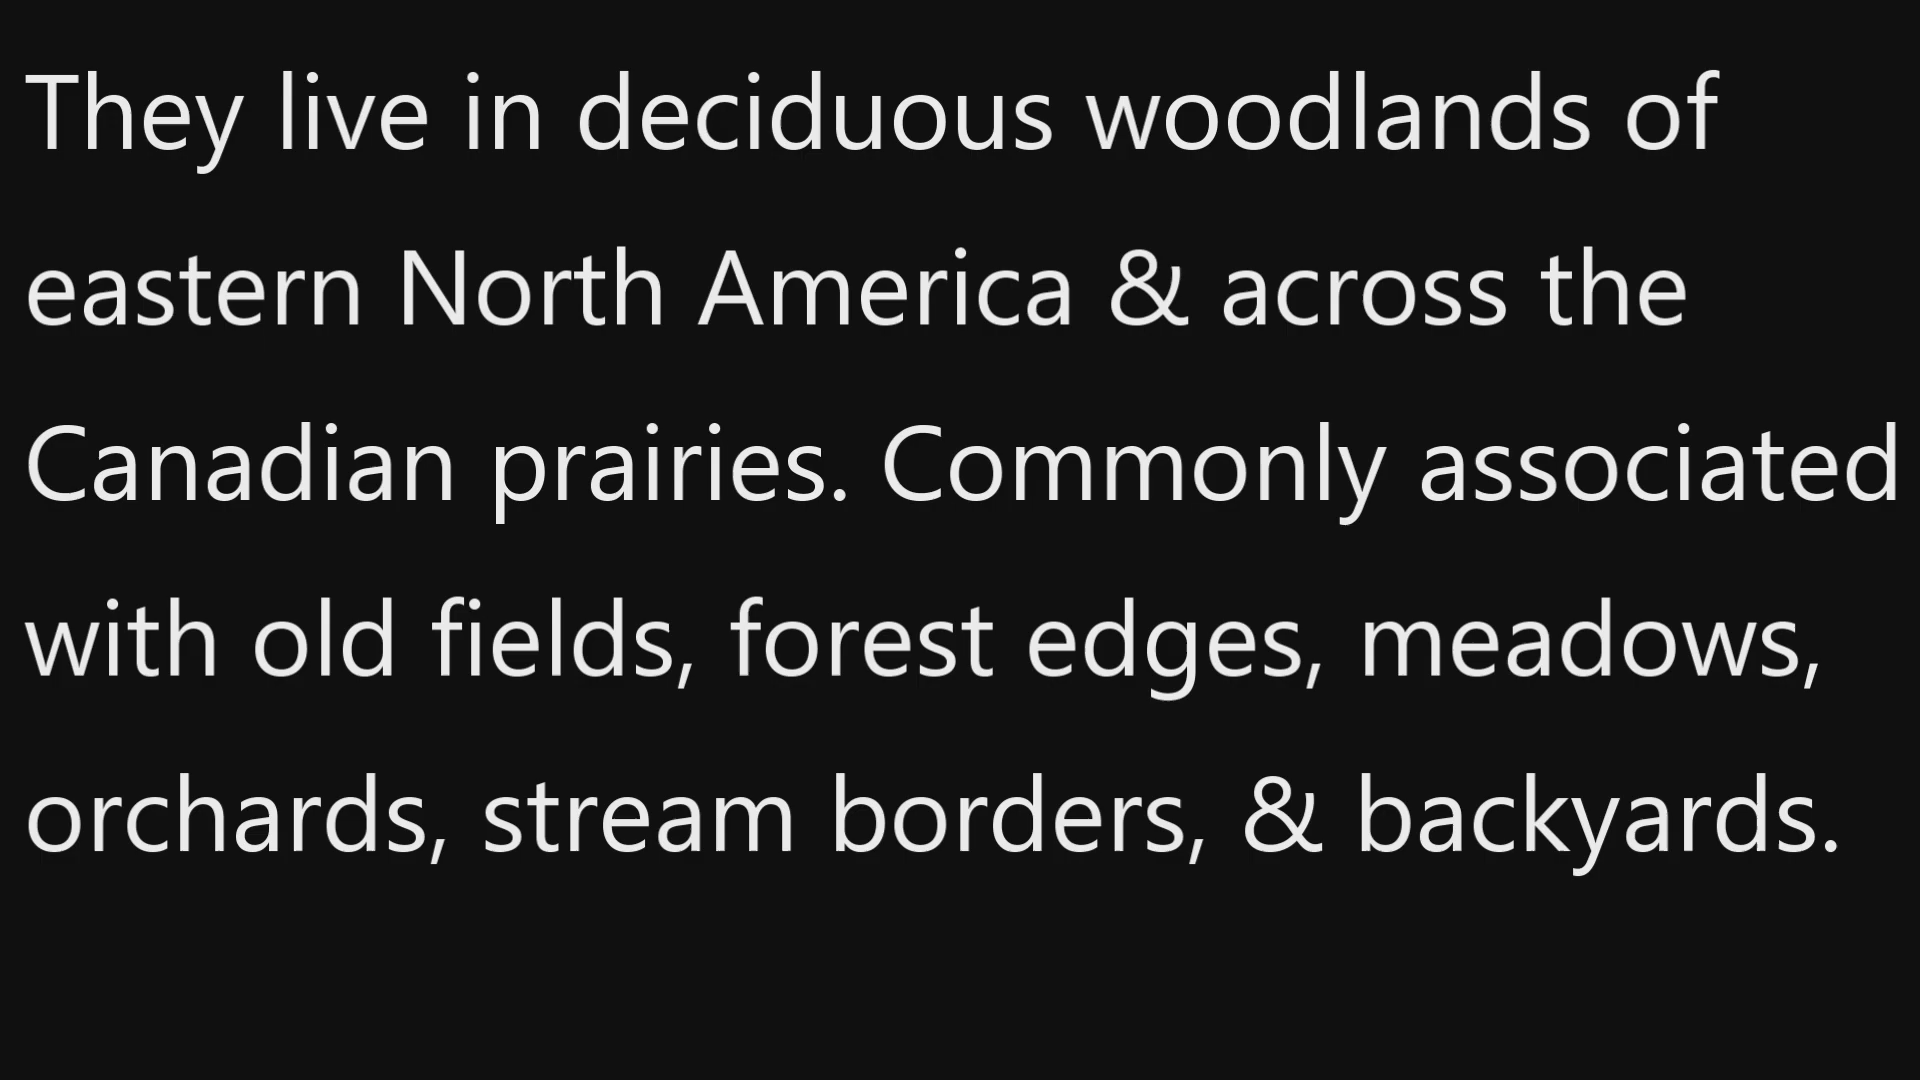 They live in deciduous woodlands of
eastern North America & across the
Canadian prairies. Commonly associated
with old fields, forest edges, meadows,
orchards, stream borders, & backyards.